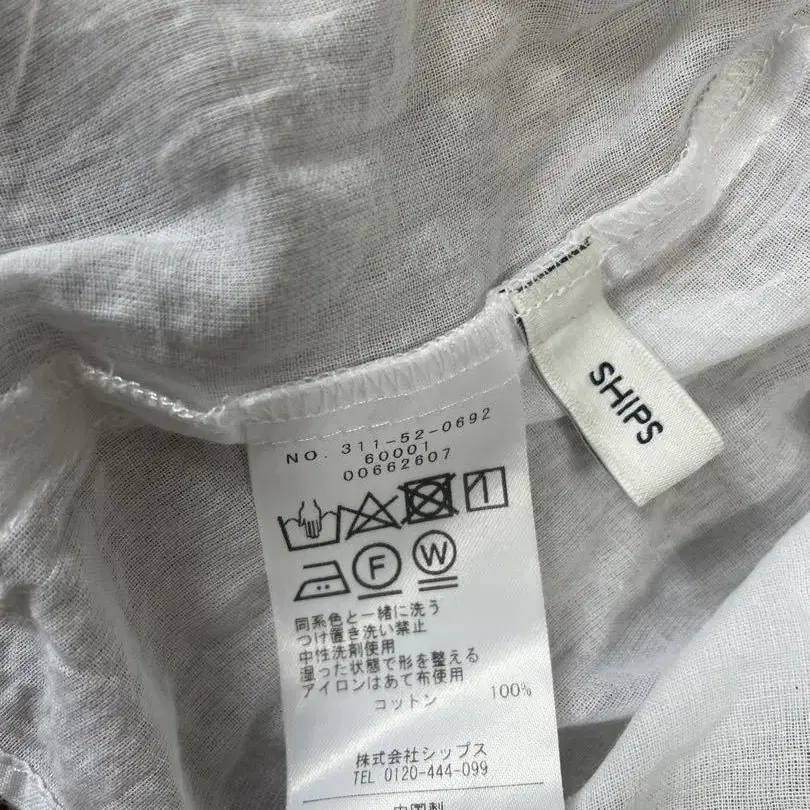 SHIPS
NO. 311-52-0692
60001
00662607
F W
同系色と一緒に洗う
つけ置き洗い禁止
中性洗剤使用
湿った状態で形を整える
アイロンはあて布使用
コットン 100%
株式会社シップス
TEL 0120-444-099
中国製